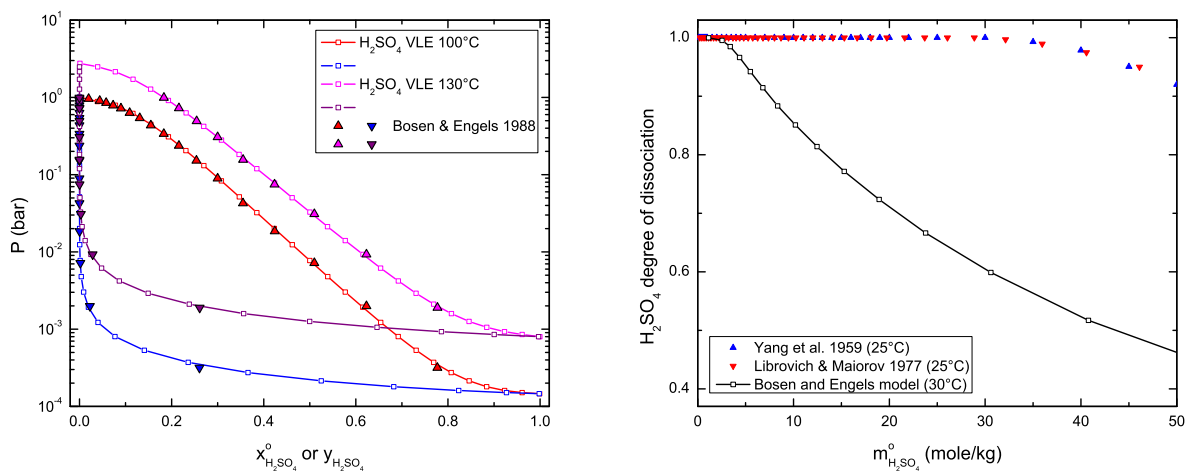 10¹
10⁰
10⁻¹
10⁻²
10⁻³
10⁻⁴
P (bar)
0.0 0.2 0.4 0.6 0.8 1.0
x°H₂SO₄ or yH₂SO₄
H₂SO₄ VLE 100°C
H₂SO₄ VLE 130°C
Bosen & Engels 1988
1.0
0.8
0.6
0.4
H₂SO₄ degree of dissociation
0 10 20 30 40 50
m°H₂SO₄ (mole/kg)
Yang et al. 1959 (25°C)
Librovich & Maiorov 1977 (25°C)
Bosen and Engels model (30°C)